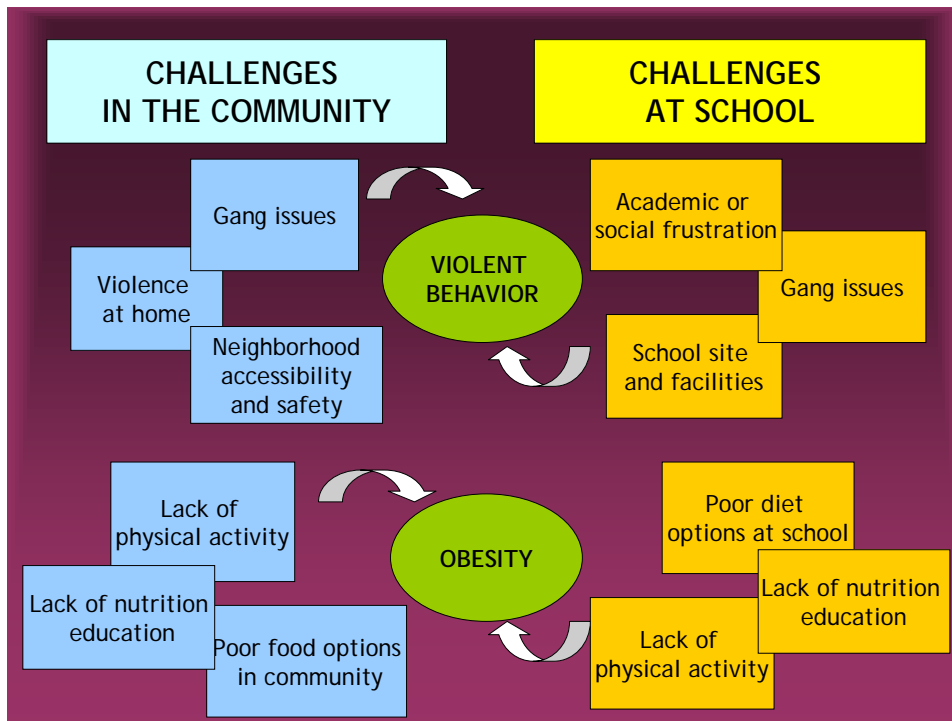 CHALLENGES
IN THE COMMUNITY
CHALLENGES
AT SCHOOL
Gang issues
Violence
at home
Neighborhood
accessibility
and safety
VIOLENT
BEHAVIOR
Academic or
social frustration
Gang issues
School site
and facilities
Lack of
physical activity
Lack of nutrition
education
Poor food options
in community
OBESITY
Poor diet
options at school
Lack of nutrition
education
Lack of
physical activity